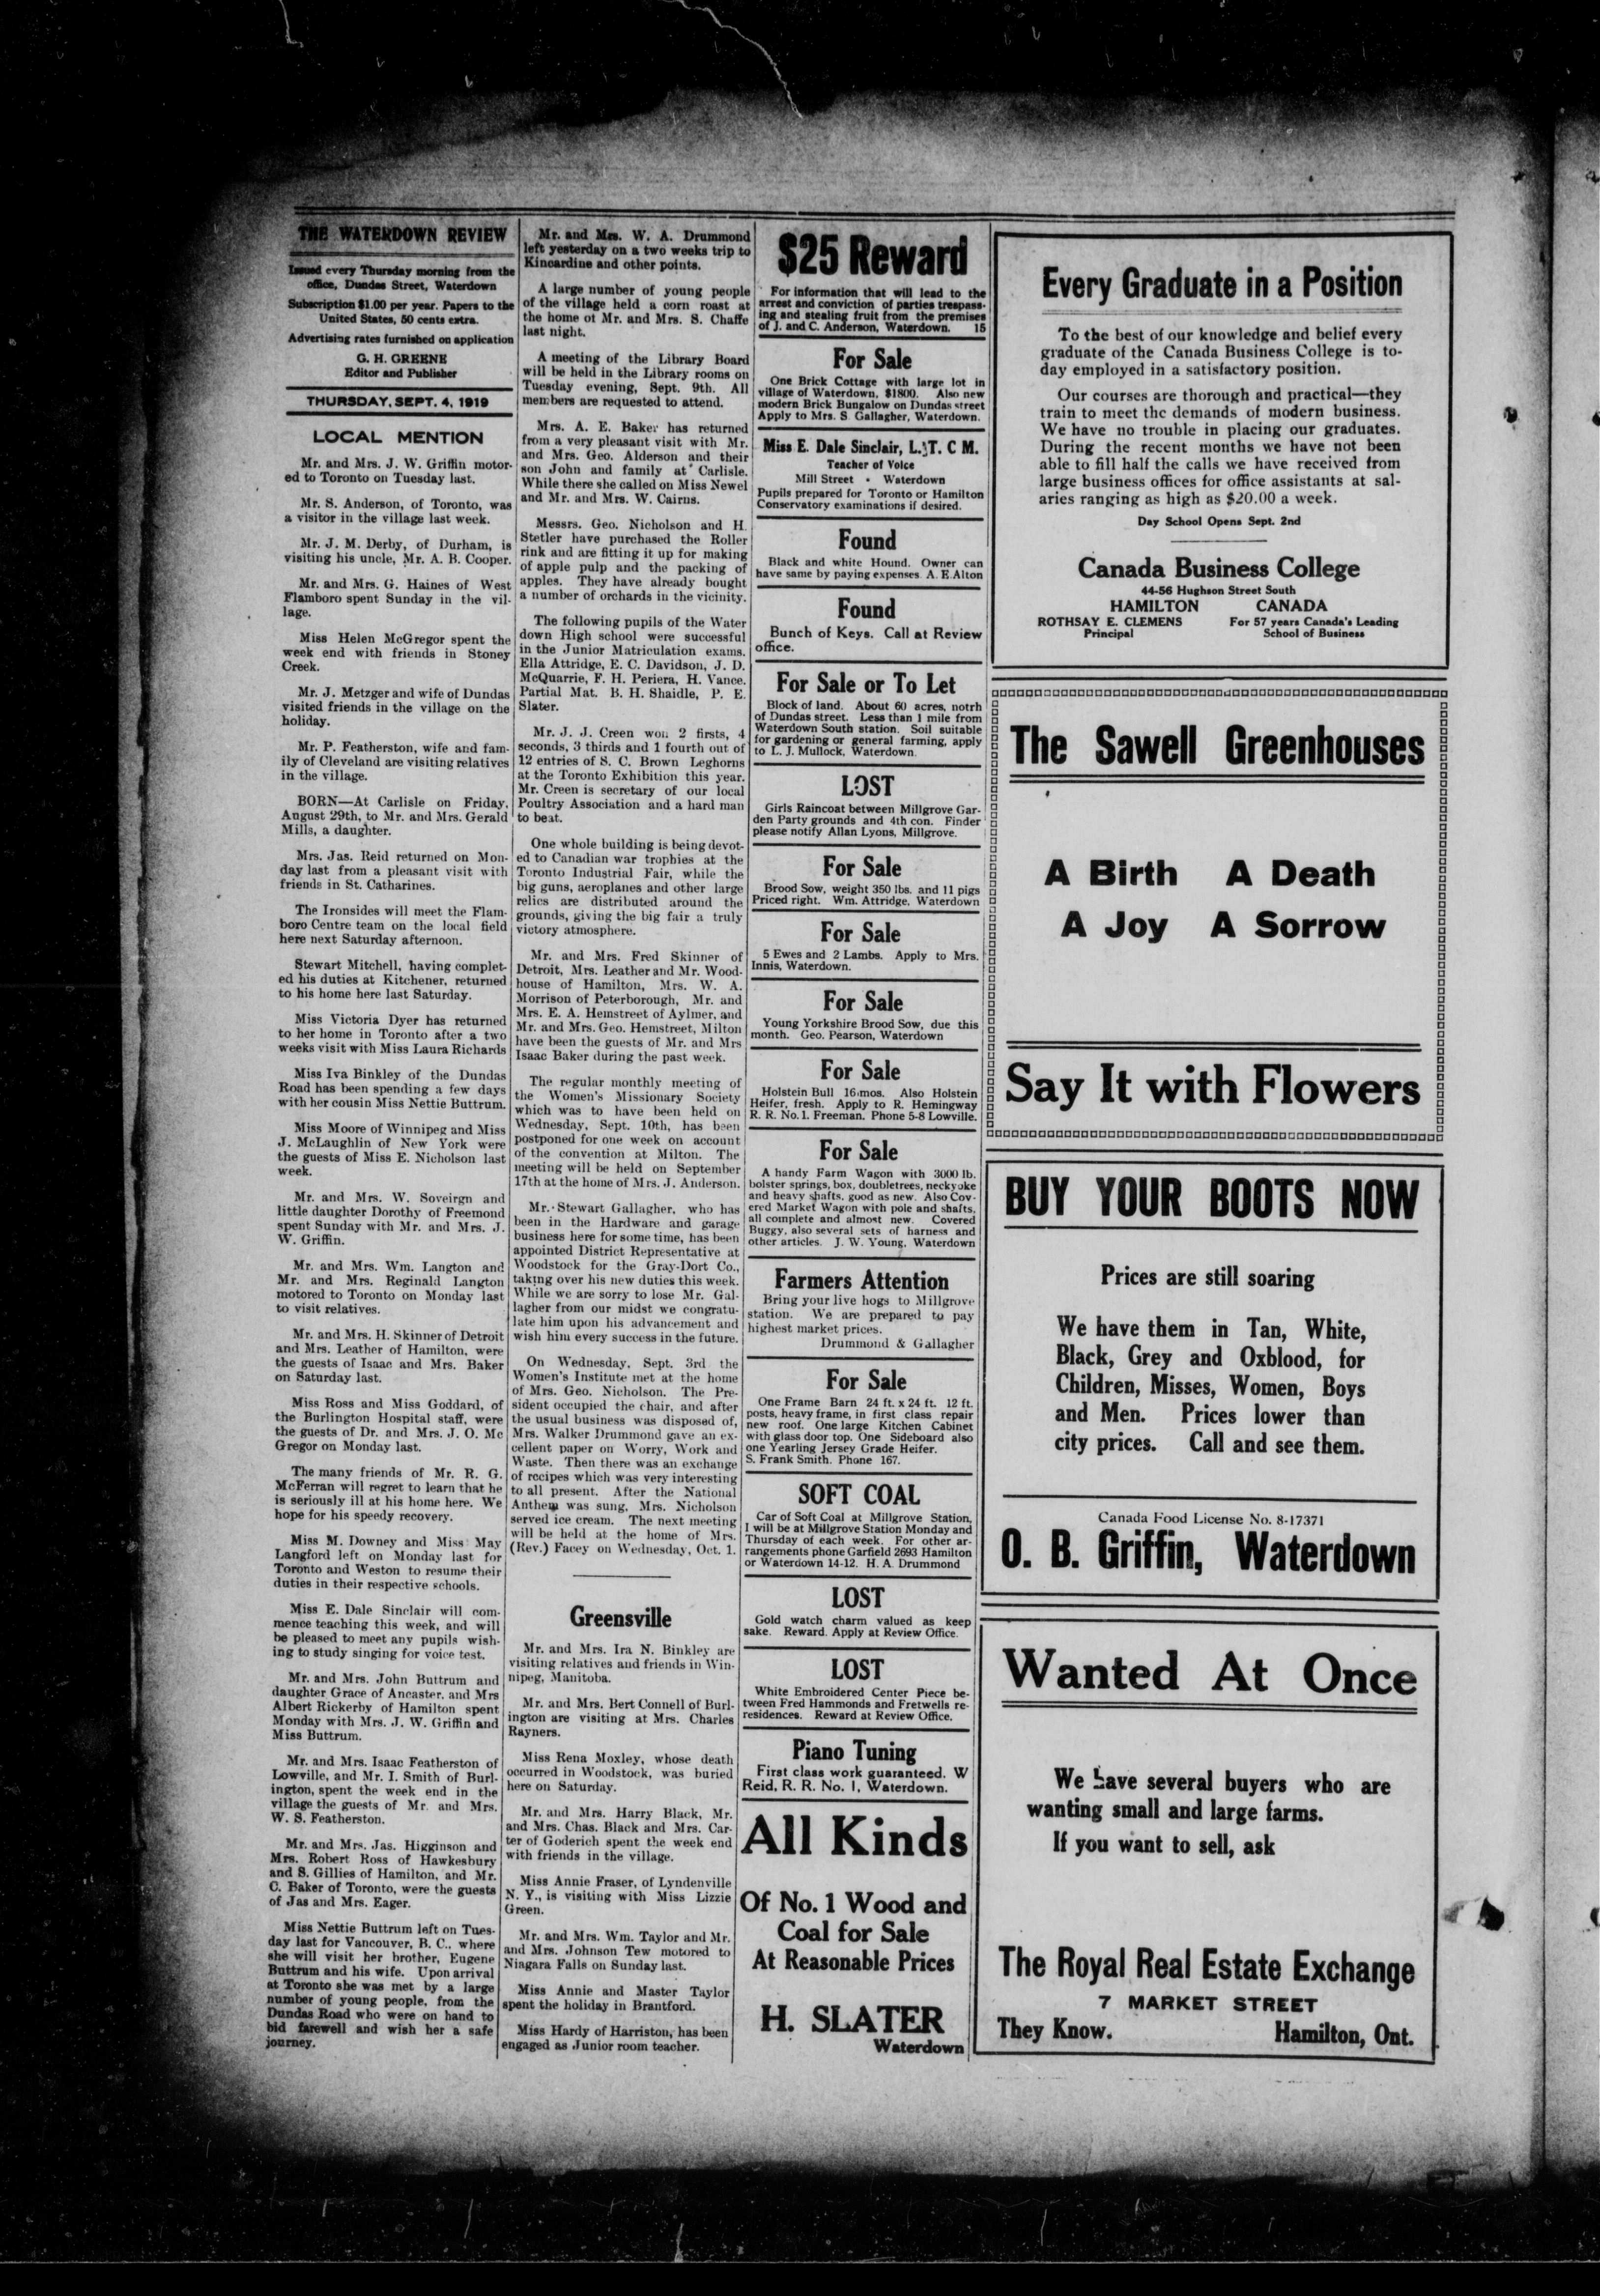 THE WATERDOWN REVIEW
Issued every Thursday morning from the
office, Dundas Street, Waterdown
Subscription $1.00 per year. Papers to the
United States, 50 cents extra.
Advertising rates furnished on application
G. H. GREENE
Editor and Publisher
THURSDAY, SEPT. 4, 1919
LOCAL MENTION
Mr. and Mrs. J. W. Griffin motor-
ed to Toronto on Tuesday last.
Mr. S. Anderson, of Toronto, was
a visitor in the village last week.
Mr. J. M. Derby, of Durham, is
visiting his uncle, Mr. A. B. Cooper.
Mr. and Mrs. G. Haines of West
Flamboro spent Sunday in the vil-
lage.
Miss Helen McGregor spent the
week end with friends in Stoney
Creek.
Mr. J. Metzger and wife of Dundas
visited friends in the village on the
holiday.
Mr. P. Featherston, wife and fam-
ily of Cleveland are visiting relatives
in the village.
BORN—At Carlisle on Friday,
August 29th, to Mr. and Mrs. Gerald
Mills, a daughter.
Mrs. Jas. Reid returned on Mon-
day last from a pleasant visit with
friends in St. Catharines.
The Ironsides will meet the Flam-
boro Centre team on the local field
here next Saturday afternoon.
Stewart Mitchell, having complet-
ed his duties at Kitchener, returned
to his home here last Saturday.
Miss Victoria Dyer has returned
to her home in Toronto after a two
weeks visit with Miss Laura Richards
Miss Iva Binkley of the Dundas
Road has been spending a few days
with her cousin Miss Nettie Buttrum.
Miss Moore of Winnipeg and Miss
J. McLaughlin of New York were
the guests of Miss E. Nicholson last
week.
Mr. and Mrs. W. Soveirgn and
little daughter Dorothy of Freemond
spent Sunday with Mr. and Mrs. J.
W. Griffin.
Mr. and Mrs. Wm. Langton and
Mr. and Mrs. Reginald Langton
motored to Toronto on Monday last
to visit relatives.
Mr. and Mrs. H. Skinner of Detroit
and Mrs. Leather of Hamilton, were
the guests of Isaac and Mrs. Baker
on Saturday last.
Miss Ross and Miss Goddard, of
the Burlington Hospital staff, were
the guests of Dr. and Mrs. J. O. Mc
Gregor on Monday last.
The many friends of Mr. R. G.
McFerran will regret to learn that he
is seriously ill at his home here. We
hope for his speedy recovery.
Miss M. Downey and Miss May
Langford left on Monday last for
Toronto and Weston to resume their
duties in their respective schools.
Miss E. Dale Sinclair will com-
mence teaching this week, and will
be pleased to meet any pupils wish-
ing to study singing for voice test.
Mr. and Mrs. John Buttrum and
daughter Grace of Ancaster, and Mrs
Albert Rickerby of Hamilton spent
Monday with Mrs. J. W. Griffin and
Miss Buttrum.
Mr. and Mrs. Isaac Featherston of
Lowville, and Mr. I. Smith of Burl-
ington, spent the week end in the
village the guests of Mr. and Mrs.
W. S. Featherston.
Mr. and Mrs. Jas. Higginson and
Mrs. Robert Ross of Hawkesbury
and S. Gillies of Hamilton, and Mr.
C. Baker of Toronto, were the guests
of Jas and Mrs. Eager.
Miss Nettie Buttrum left on Tues-
day last for Vancouver, B. C., where
she will visit her brother, Eugene
Buttrum and his wife. Upon arrival
at Toronto she was met by a large
number of young people, from the
Dundas Road who were on hand to
bid farewell and wish her a safe
journey.
Mr. and Mrs. W. A. Drummond
left yesterday on a two weeks trip to
Kincardine and other points.
A large number of young people
of the village held a corn roast at
the home of Mr. and Mrs. S. Chaffe
last night.
A meeting of the Library Board
will be held in the Library rooms on
Tuesday evening, Sept. 9th. All
members are requested to attend.
Mrs. A. E. Baker has returned
from a very pleasant visit with Mr.
and Mrs. Geo. Alderson and their
son John and family at Carlisle.
While there she called on Miss Newel
and Mr. and Mrs. W. Cairns.
Messrs. Geo. Nicholson and H.
Stetler have purchased the Roller
rink and are fitting it up for making
of apple pulp and the packing of
apples. They have already bought
a number of orchards in the vicinity.
The following pupils of the Water
down High school were successful
in the Junior Matriculation exams.
Ella Attridge, E. C. Davidson, J. D.
McQuarrie, F. H. Periera, H. Vance.
Partial Mat. B. H. Shaidle, P. E.
Slater.
Mr. J. J. Creen won 2 firsts, 4
seconds, 3 thirds and 1 fourth out of
12 entries of S. C. Brown Leghorns
at the Toronto Exhibition this year.
Mr. Creen is secretary of our local
Poultry Association and a hard man
to beat.
One whole building is being devot-
ed to Canadian war trophies at the
Toronto Industrial Fair, while the
big guns, aeroplanes and other large
relics are distributed around the
grounds, giving the big fair a truly
victory atmosphere.
Mr. and Mrs. Fred Skinner of
Detroit, Mrs. Leather and Mr. Wood-
house of Hamilton, Mrs. W. A.
Morrison of Peterborough, Mr. and
Mrs. E. A. Hemstreet of Aylmer, and
Mr. and Mrs. Geo. Hemstreet, Milton
have been the guests of Mr. and Mrs
Isaac Baker during the past week.
The regular monthly meeting of
the Women's Missionary Society
which was to have been held on
Wednesday, Sept. 10th, has been
postponed for one week on account
of the convention at Milton. The
meeting will be held on September
17th at the home of Mrs. J. Anderson.
Mr. Stewart Gallagher, who has
been in the Hardware and garage
business here for some time, has been
appointed District Representative at
Woodstock for the Gray-Dort Co.,
taking over his new duties this week.
While we are sorry to lose Mr. Gal-
lagher from our midst we congratu-
late him upon his advancement and
wish him every success in the future.
On Wednesday, Sept. 3rd the
Women's Institute met at the home
of Mrs. Geo. Nicholson. The Pre-
sident occupied the chair, and after
the usual business was disposed of,
Mrs. Walker Drummond gave an ex-
cellent paper on Worry, Work and
Waste. Then there was an exchange
of recipes which was very interesting
to all present. After the National
Anthem was sung, Mrs. Nicholson
served ice cream. The next meeting
will be held at the home of Mrs.
(Rev.) Facey on Wednesday, Oct. 1.
Greensville
Mr. and Mrs. Ira N. Binkley are
visiting relatives and friends in Win-
nipeg, Manitoba.
Mr. and Mrs. Bert Connell of Burl-
ington are visiting at Mrs. Charles
Rayners.
Miss Rena Moxley, whose death
occurred in Woodstock, was buried
here on Saturday.
Mr. and Mrs. Harry Black, Mr.
and Mrs. Chas. Black and Mrs. Car-
ter of Goderich spent the week end
with friends in the village.
Miss Annie Fraser, of Lyndenville
N. Y., is visiting with Miss Lizzie
Green.
Mr. and Mrs. Wm. Taylor and Mr.
and Mrs. Johnson Tew motored to
Niagara Falls on Sunday last.
Miss Annie and Master Taylor
spent the holiday in Brantford.
Miss Hardy of Harriston, has been
engaged as Junior room teacher.
$25 Reward
For information that will lead to the
arrest and conviction of parties trespass-
ing and stealing fruit from the premises
of J. and C. Anderson, Waterdown. 15
For Sale
One Brick Cottage with large lot in
village of Waterdown, $1800. Also new
modern Brick Bungalow on Dundas street
Apply to Mrs. S. Gallagher, Waterdown.
Miss E. Dale Sinclair, L. T. C M.
Teacher of Voice
Mill Street - Waterdown
Pupils prepared for Toronto or Hamilton
Conservatory examinations if desired.
Found
Black and white Hound. Owner can
have same by paying expenses. A. E. Alton
Found
Bunch of Keys. Call at Review
office.
For Sale or To Let
Block of land. About 60 acres, notrh
of Dundas street. Less than 1 mile from
Waterdown South station. Soil suitable
for gardening or general farming, apply
to L. J. Mullock, Waterdown.
LOST
Girls Raincoat between Millgrove Gar-
den Party grounds and 4th con. Finder
please notify Allan Lyons, Millgrove.
For Sale
Brood Sow, weight 350 lbs. and 11 pigs
Priced right. Wm. Attridge, Waterdown
For Sale
5 Ewes and 2 Lambs. Apply to Mrs.
Innis, Waterdown.
For Sale
Young Yorkshire Brood Sow, due this
month. Geo. Pearson, Waterdown
For Sale
Holstein Bull 16 mos. Also Holstein
Heifer, fresh. Apply to R. Hemingway
R. R. No. 1. Freeman. Phone 5-8 Lowville.
For Sale
A handy Farm Wagon with 3000 lb.
bolster springs, box, doubletrees, neckyoke
and heavy shafts, good as new. Also Cov-
ered Market Wagon with pole and shafts,
all complete and almost new. Covered
Buggy, also several sets of harness and
other articles. J. W. Young, Waterdown
Farmers Attention
Bring your live hogs to Millgrove
station. We are prepared to pay
highest market prices.
Drummond & Gallagher
For Sale
One Frame Barn 24 ft. x 24 ft. 12 ft.
posts, heavy frame, in first class repair
new roof. One large Kitchen Cabinet
with glass door top. One Sideboard also
one Yearling Jersey Grade Heifer.
S. Frank Smith. Phone 167.
SOFT COAL
Car of Soft Coal at Millgrove Station.
I will be at Millgrove Station Monday and
Thursday of each week. For other ar-
rangements phone Garfield 2693 Hamilton
or Waterdown 14-12. H. A. Drummond
LOST
Gold watch charm valued as keep
sake. Reward. Apply at Review Office.
LOST
White Embroidered Center Piece be-
tween Fred Hammonds and Fretwells re-
residences. Reward at Review Office.
Piano Tuning
First class work guaranteed. W
Reid, R. R. No. 1, Waterdown.
All Kinds
Of No. 1 Wood and
Coal for Sale
At Reasonable Prices
H. SLATER
Waterdown
Every Graduate in a Position
To the best of our knowledge and belief every
graduate of the Canada Business College is to-
day employed in a satisfactory position.
Our courses are thorough and practical—they
train to meet the demands of modern business.
We have no trouble in placing our graduates.
During the recent months we have not been
able to fill half the calls we have received from
large business offices for office assistants at sal-
aries ranging as high as $20.00 a week.
Day School Opens Sept. 2nd
Canada Business College
44-56 Hughson Street South
HAMILTON CANADA
ROTHSAY E. CLEMENS For 57 years Canada's Leading
Principal School of Business
The Sawell Greenhouses
A Birth A Death
A Joy A Sorrow
Say It with Flowers
BUY YOUR BOOTS NOW
Prices are still soaring
We have them in Tan, White,
Black, Grey and Oxblood, for
Children, Misses, Women, Boys
and Men. Prices lower than
city prices. Call and see them.
Canada Food License No. 8-17371
O. B. Griffin, Waterdown
Wanted At Once
We have several buyers who are
wanting small and large farms.
If you want to sell, ask
The Royal Real Estate Exchange
7 MARKET STREET
They Know. Hamilton, Ont.